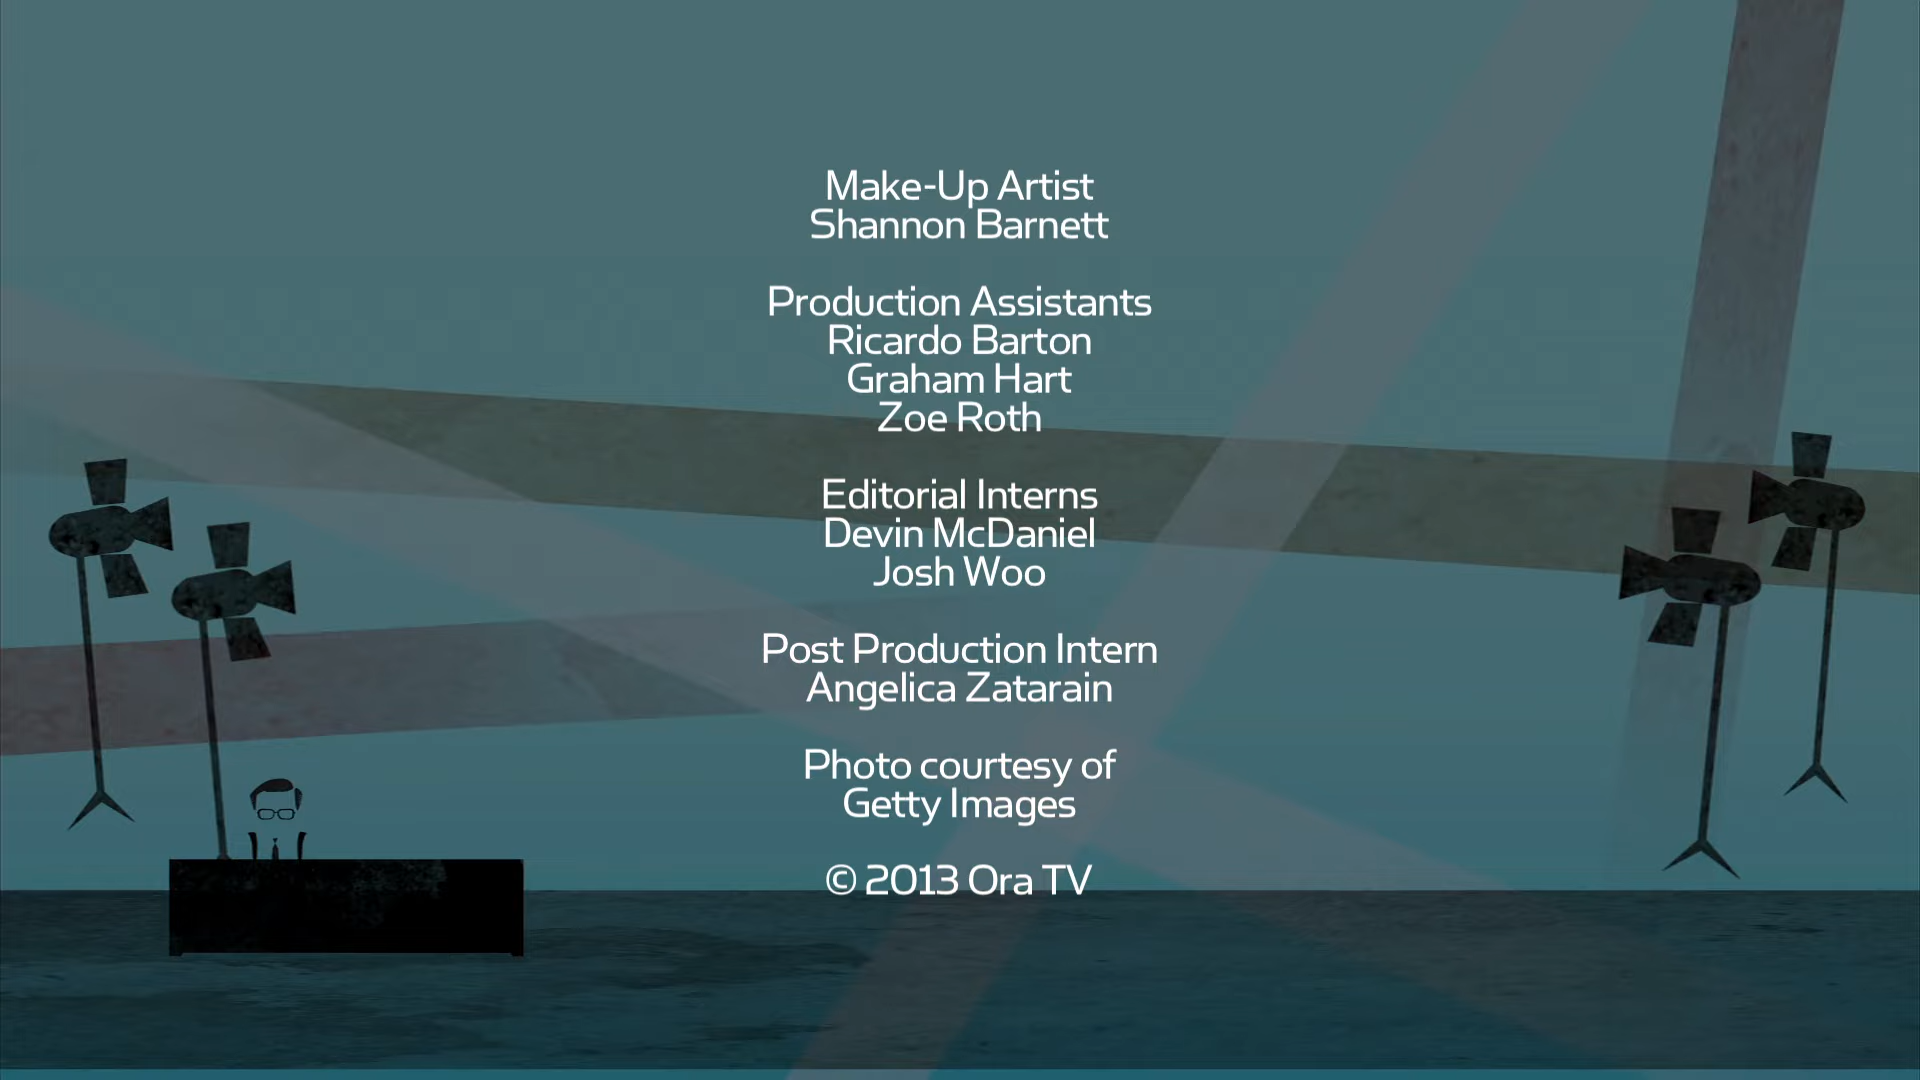 Make-Up Artist
Shannon Barnett
Production Assistants
Ricardo Barton
Graham Hart
Zoe Roth
Editorial Interns
Devin McDaniel
Josh Woo
Post Production Intern
Angelica Zatarain
Photo courtesy of
Getty Images
© 2013 Ora TV